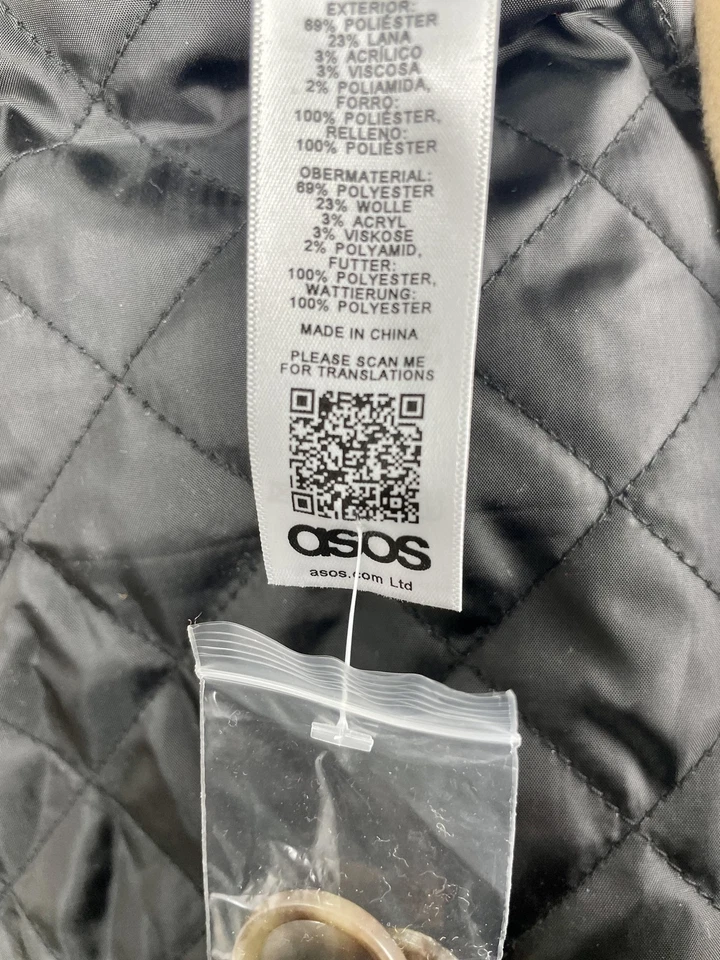 EXTERIOR:
69% POLIÉSTER
23% LANA
3% ACRÍLICO
3% VISCOSA
2% POLIAMIDA,
FORRO:
100% POLIÉSTER,
RELLENO:
100% POLIÉSTER
OBERMATERIAL:
69% POLYESTER
23% WOLLE
3% ACRYL
3% VISKOSE
2% POLYAMID,
FUTTER:
100% POLYESTER,
WATTIERUNG:
100% POLYESTER
MADE IN CHINA
PLEASE SCAN ME
FOR TRANSLATIONS
asos
asos.com Ltd